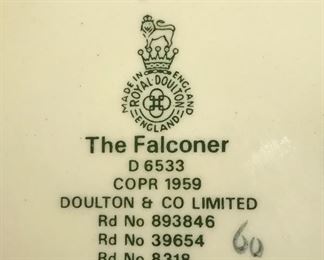 MADE IN ENGLAND
ROYAL DOULTON
ENGLAND
The Falconer
D 6533
COPR 1959
DOULTON & CO LIMITED
Rd No 893846
Rd No 39654
Rd No 8318
60